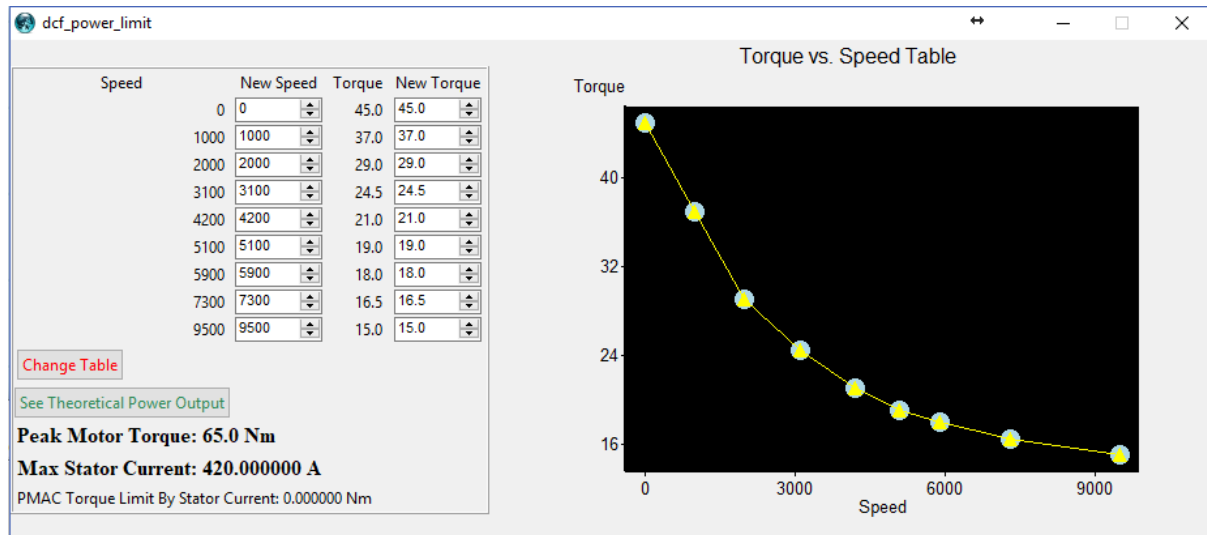 dcf_power_limit
Speed New Speed Torque New Torque
0 0 45.0 45.0
1000 1000 37.0 37.0
2000 2000 29.0 29.0
3100 3100 24.5 24.5
4200 4200 21.0 21.0
5100 5100 19.0 19.0
5900 5900 18.0 18.0
7300 7300 16.5 16.5
9500 9500 15.0 15.0
Change Table
See Theoretical Power Output
Peak Motor Torque: 65.0 Nm
Max Stator Current: 420.000000 A
PMAC Torque Limit By Stator Current: 0.000000 Nm
Torque vs. Speed Table
Torque
40
32
24
16
0 3000 6000 9000
Speed